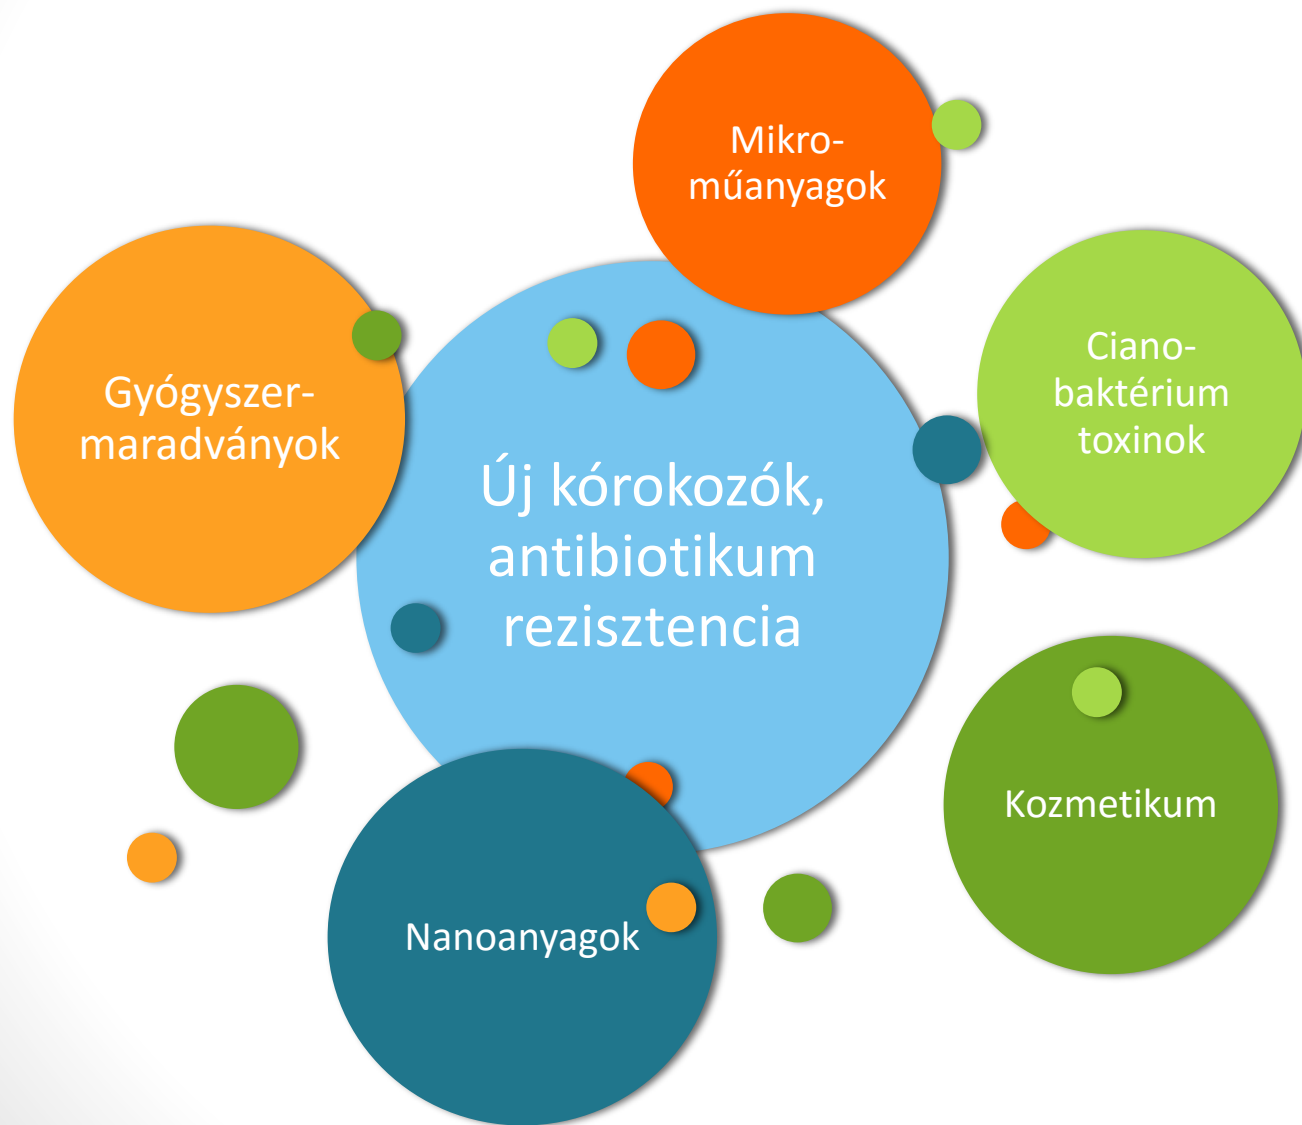 Mikro-
műanyagok
Gyógyszer-
maradványok
Ciano-
baktérium
toxinok
Új kórokozók,
antibiotikum
rezisztencia
Kozmetikum
Nanoanyagok